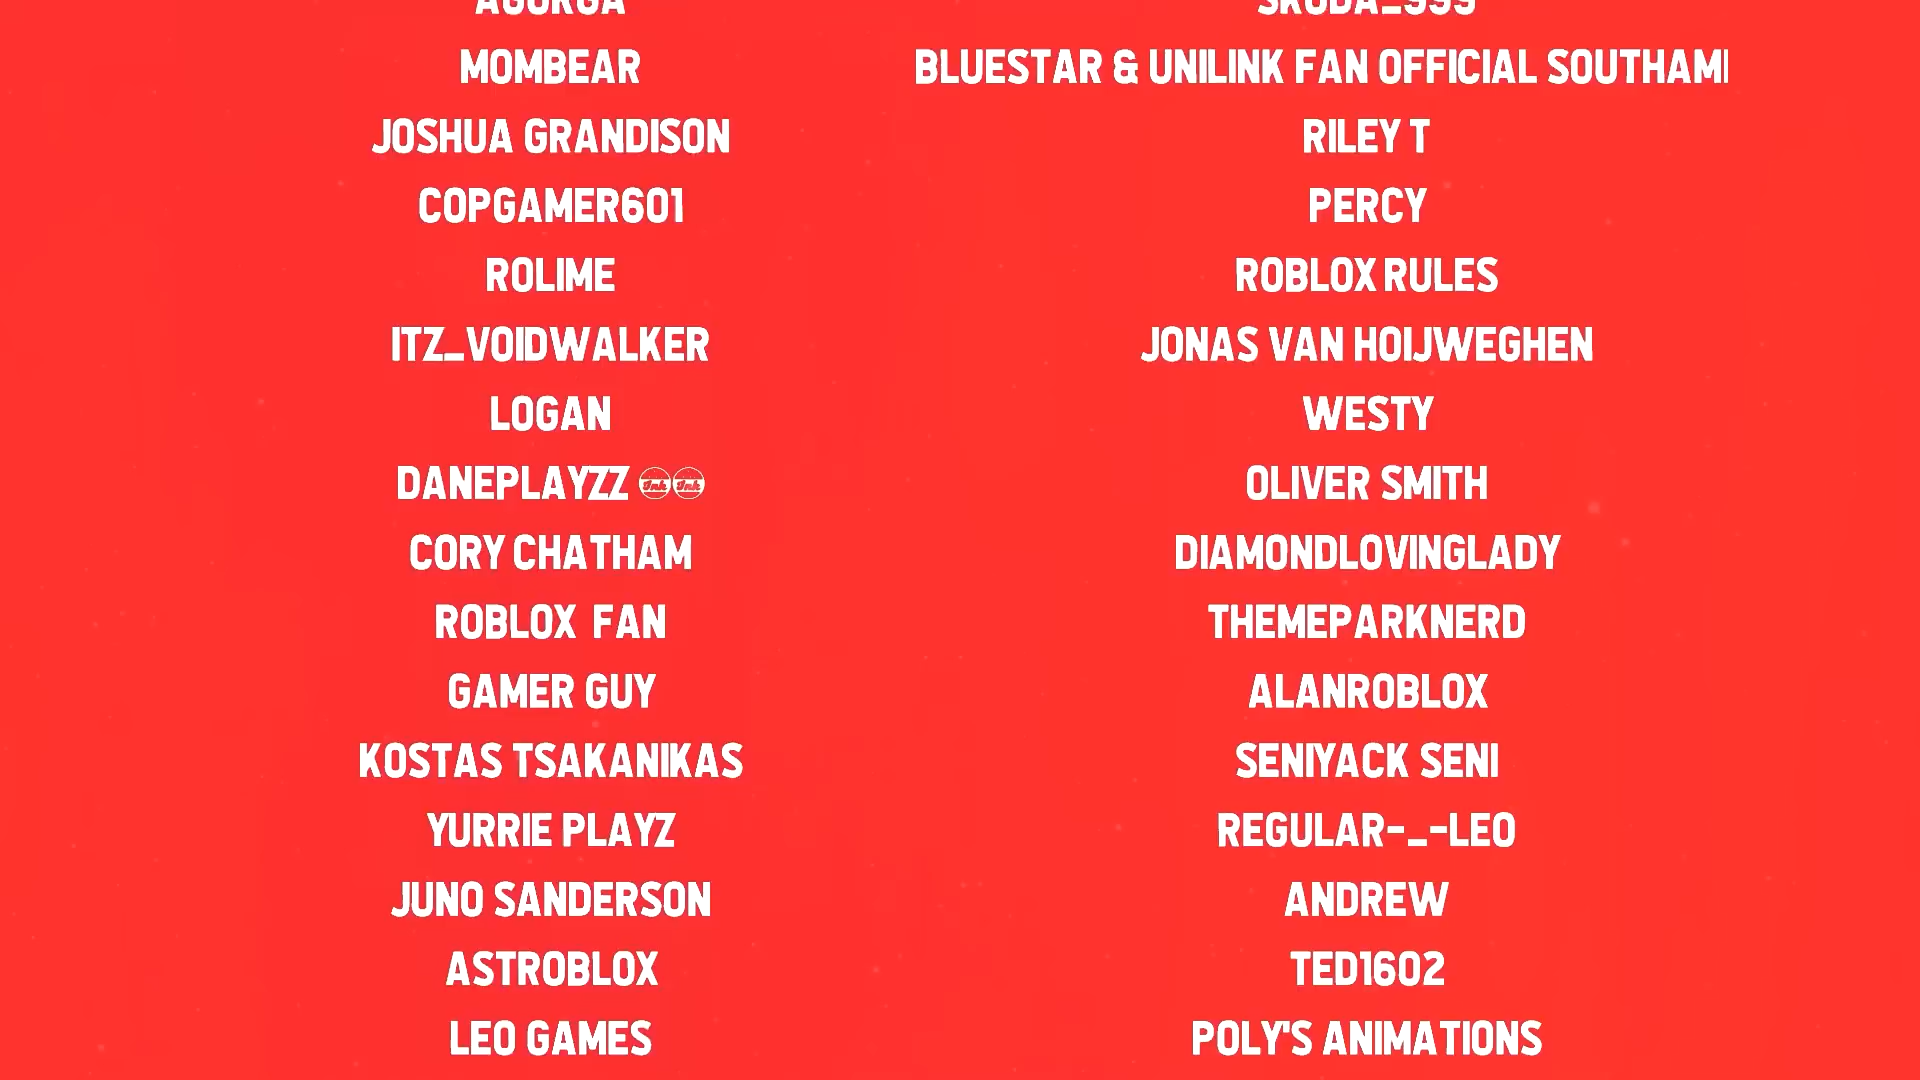 AGORGA
SKODA_999
MOMBEAR
BLUESTAR & UNILINK FAN OFFICIAL
JOSHUA GRANDISON
RILEY T
COPGAMER601
PERCY
ROLIME
ROBLOX RULES
ITZ_VOIDWALKER
JONAS VAN HOIJWEGHEN
LOGAN
WESTY
DANEPLAYZZ
OLIVER SMITH
CORY CHATHAM
DIAMONDLOVINGLADY
ROBLOX FAN
THEMEPARKNERD
GAMER GUY
ALANROBLOX
KOSTAS TSAKANIKAS
SENIYACK SENI
YURRIE PLAYZ
REGULAR-_-LEO
JUNO SANDERSON
ANDREW
ASTROBLOX
TED1602
LEO GAMES
POLY'S ANIMATIONS